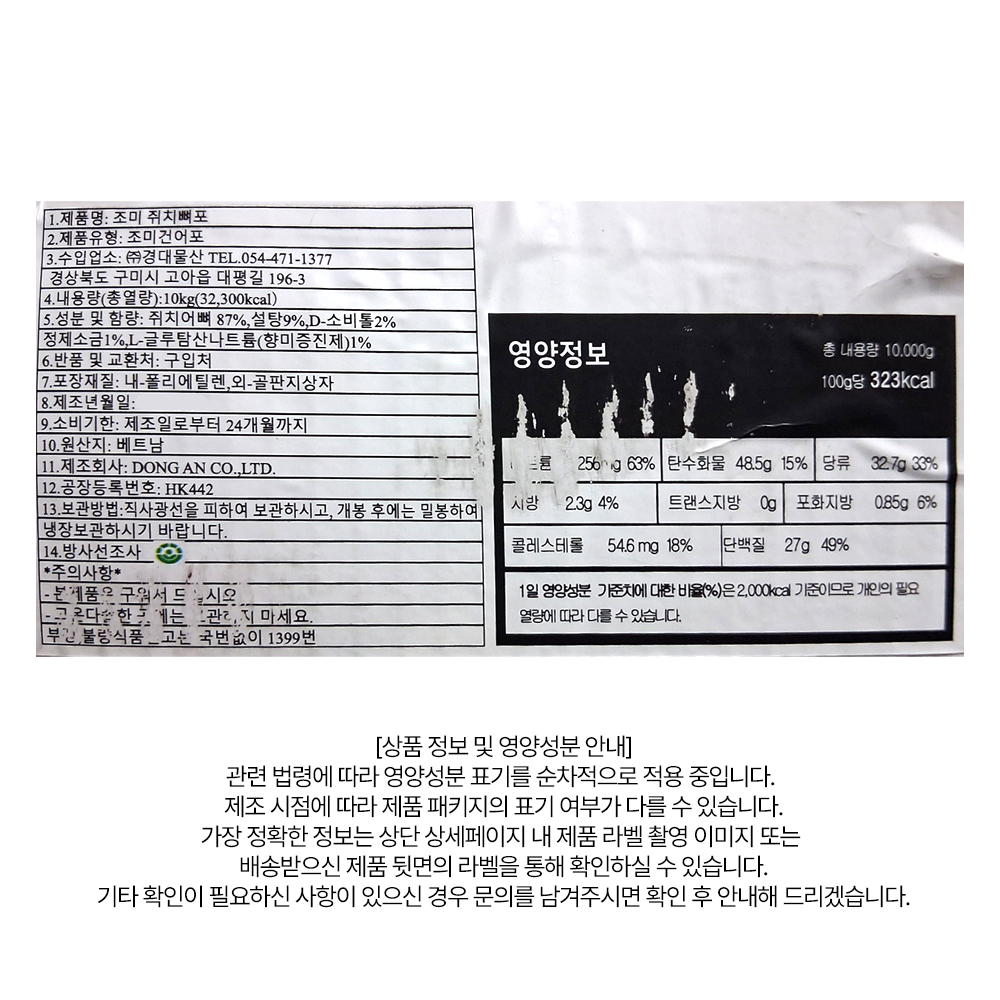 1.제품명: 조미 쥐치뼈포
2.제품유형: 조미건어포
3.수입업소: ㈜경대물산 TEL.054-471-1377
경상북도 구미시 고아읍 대평길 196-3
4.내용량(총열량):10kg(32,300kcal)
5.성분 및 함량: 쥐치어뼈 87%,설탕9%,D-소비톨2%
정제소금1%,L-글루탐산나트륨(향미증진제)1%
6.반품 및 교환처: 구입처
7.포장재질: 내-폴리에틸렌,외-골판지상자
8.제조년월일:
9.소비기한: 제조일로부터 24개월까지
10.원산지: 베트남
11.제조회사: DONG AN CO.,LTD.
12.공장등록번호: HK442
13.보관방법:직사광선을 피하여 보관하시고, 개봉 후에는 밀봉하여
냉장보관하시기 바랍니다.
14.방사선조사
*주의사항*
-본제품은 구워서
마세요.
국번없이 1399번
영양정보
총 내용량 10.000g
100g당 323kcal
63% 탄수화물 48.5g 15% 당류 32.7g 33%
지방 2.3g 4% 트랜스지방 0g 포화지방 0.85g 6%
콜레스테롤 54.6 mg 18% 단백질 27g 49%
1일 영양성분 기준치에 대한 비율(%)은 2,000kcal 기준이므로 개인의 필요
열량에 따라 다를 수 있습니다.
[상품 정보 및 영양성분 안내]
관련 법령에 따라 영양성분 표기를 순차적으로 적용 중입니다.
제조 시점에 따라 제품 패키지의 표기 여부가 다를 수 있습니다.
가장 정확한 정보는 상단 상세페이지 내 제품 라벨 촬영 이미지 또는
배송받으신 제품 뒷면의 라벨을 통해 확인하실 수 있습니다.
기타 확인이 필요하신 사항이 있으신 경우 문의를 남겨주시면 확인 후 안내해 드리겠습니다.